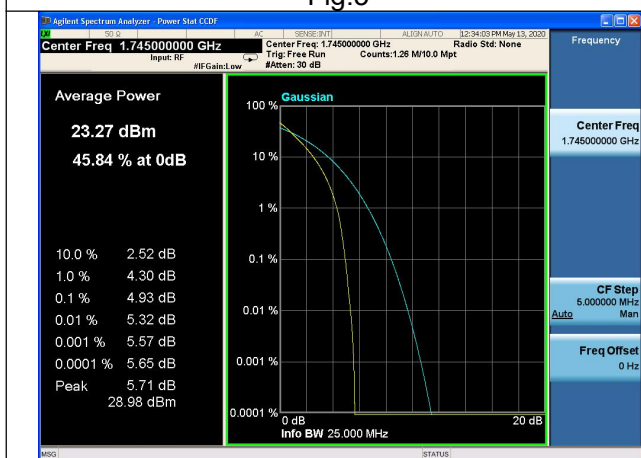 Agilent Spectrum Analyzer - Power Stat CCDF
50 Ω AC SENSE:INT ALIGN AUTO 12:34:03 PM May 13, 2020
Center Freq 1.745000000 GHz
Input: RF
#IFGain:Low
Center Freq: 1.745000000 GHz
Radio Std: None
Trig: Free Run Counts:1.26 M/10.0 Mpt
#Atten: 30 dB
Average Power
23.27 dBm
45.84 % at 0dB
10.0 % 2.52 dB
1.0 % 4.30 dB
0.1 % 4.93 dB
0.01 % 5.32 dB
0.001 % 5.57 dB
0.0001 % 5.65 dB
Peak 5.71 dB
28.98 dBm
Gaussian
100 %
10 %
1 %
0.1 %
0.01 %
0.001 %
0.0001 %
0 dB 20 dB
Info BW 25.000 MHz
Frequency
Center Freq
1.745000000 GHz
CF Step
5.000000 MHz
Auto Man
Freq Offset
0 Hz
MSG STATUS